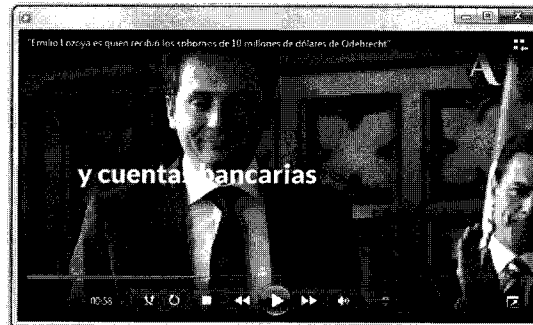 "Emilio Lozoya es quien recibió los sobornos de 10 millones de dólares de Odebrecht"
A
y cuentas bancarias
00:58